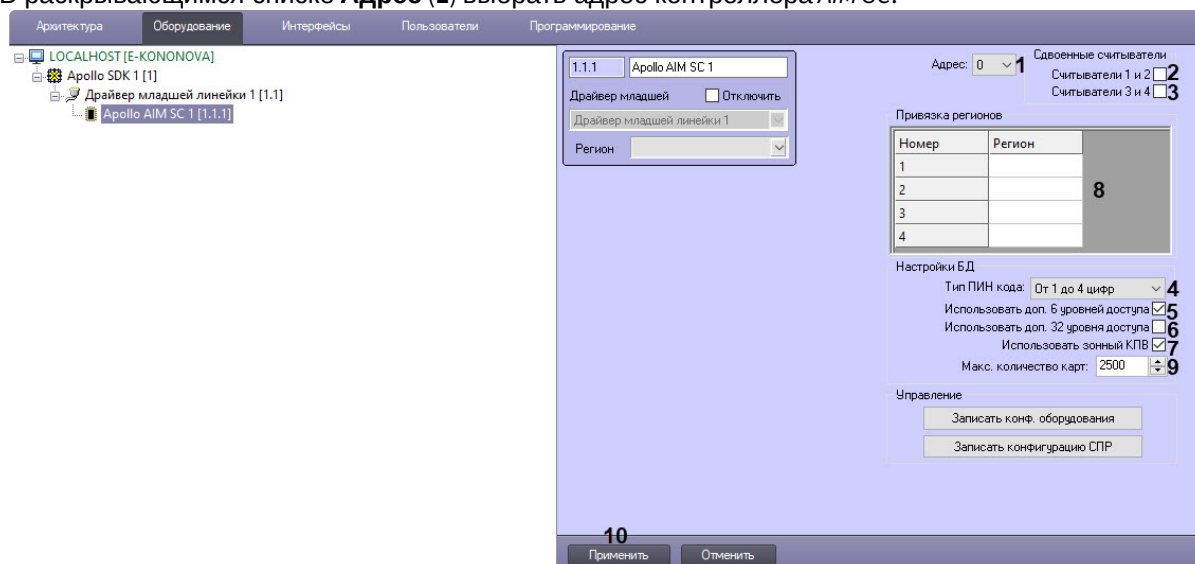 В раскрывающимся списке Адрес (1) выбрать адрес контроллера AIM SC.
Архитектура Оборудование Интерфейсы Пользователи Программирование
LOCALHOST [E-KONONOVA]
Apollo SDK 1 [1]
Драйвер младшей линейки 1 [1.1]
Apollo AIM SC 1 [1.1.1]
1.1.1 Apollo AIM SC 1
Драйвер младшей Отключить
Драйвер младшей линейки 1
Регион
Адрес: 0 1
Сдвоенные считыватели
Считыватели 1 и 2 2
Считыватели 3 и 4 3
Привязка регионов
Номер Регион
1
2
3
4
8
Настройки БД
Тип ПИН кода: От 1 до 4 цифр 4
Использовать доп. 6 уровней доступа 5
Использовать доп. 32 уровня доступа 6
Использовать зонный КПВ 7
Макс. количество карт: 2500 9
Управление
Записать конф. оборудования
Записать конфигурацию СПР
10
Применить Отменить